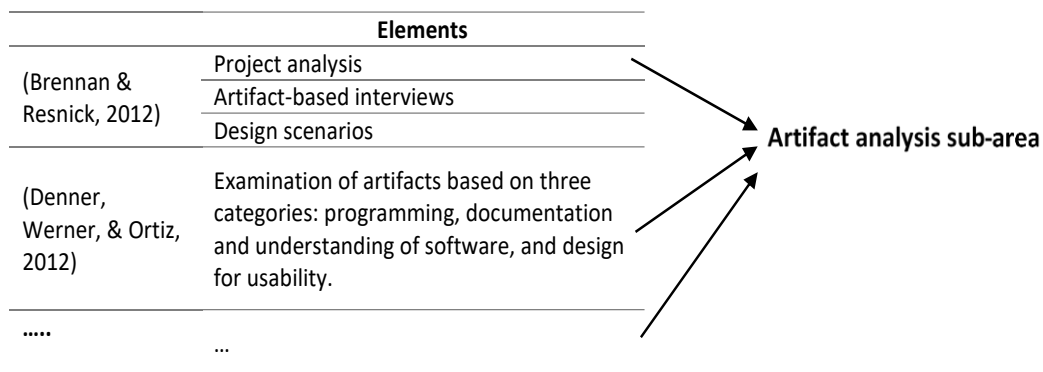 Elements
(Brennan &
Resnick, 2012)
Project analysis
Artifact-based interviews
Design scenarios
Artifact analysis sub-area
(Denner,
Werner, & Ortiz,
2012)
Examination of artifacts based on three
categories: programming, documentation
and understanding of software, and design
for usability.
…..
…